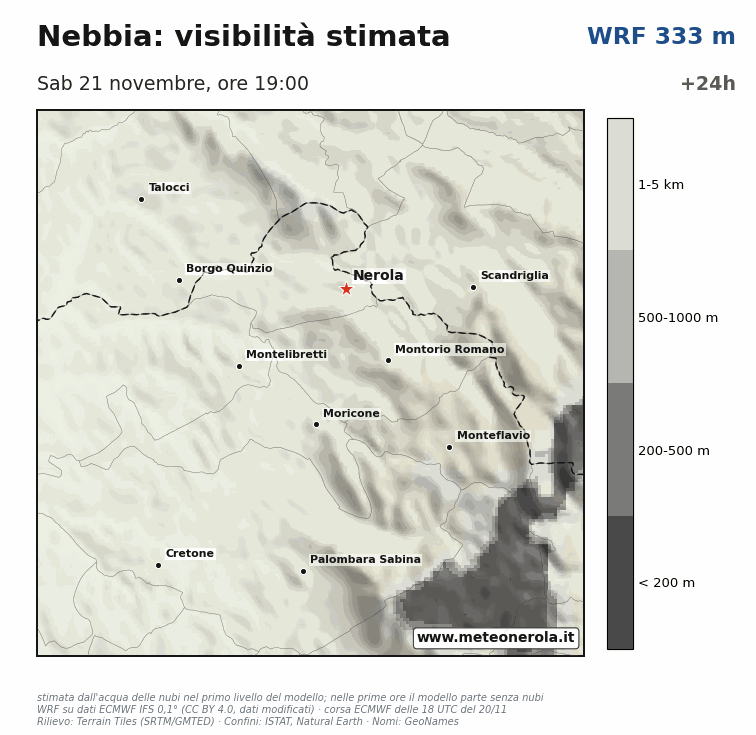 Nebbia: visibilità stimata
WRF 333 m
Sab 21 novembre, ore 19:00
+24h
Talocci
Borgo Quinzio
Nerola
Scandriglia
Montelibretti
Montorio Romano
Moricone
Monteflavio
Cretone
Palombara Sabina
www.meteonerola.it
1-5 km
500-1000 m
200-500 m
< 200 m
stimata dall'acqua delle nubi nel primo livello del modello; nelle prime ore il modello parte senza nubi
WRF su dati ECMWF IFS 0,1° (CC BY 4.0, dati modificati) · corsa ECMWF delle 18 UTC del 20/11
Rilievo: Terrain Tiles (SRTM/GMTED) · Confini: ISTAT, Natural Earth · Nomi: GeoNames